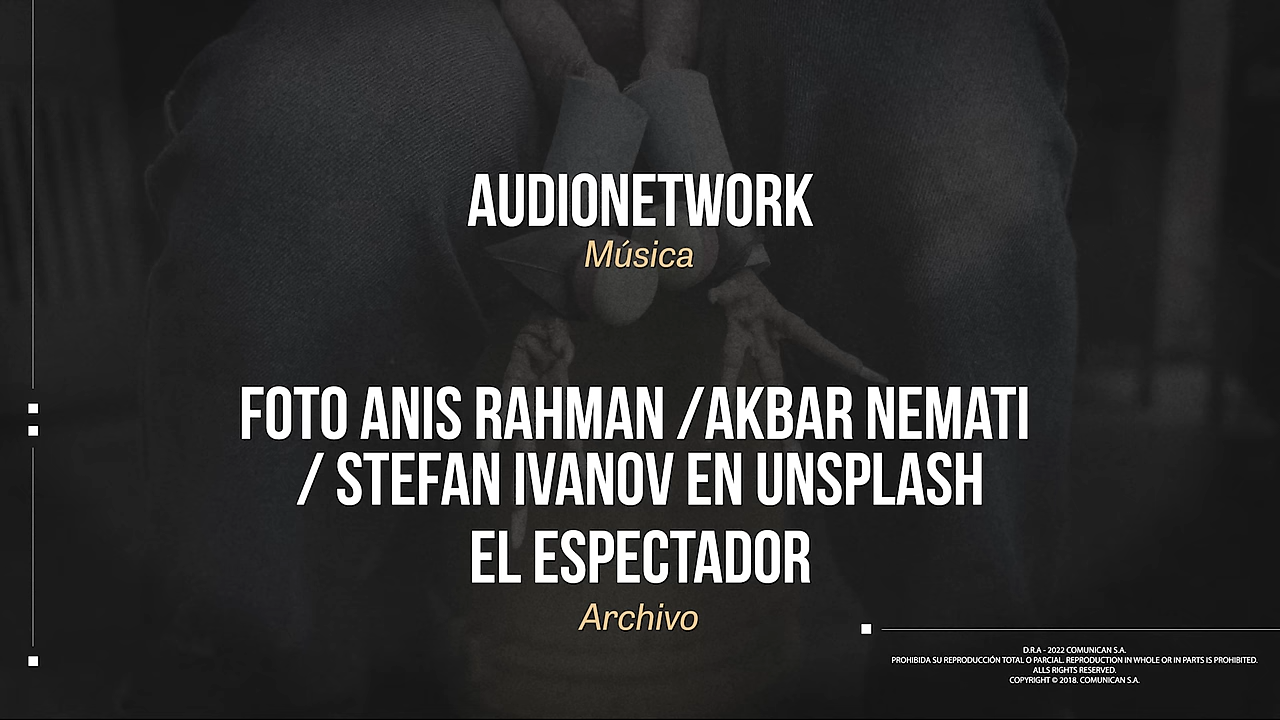 AUDIONETWORK
Música
FOTO ANIS RAHMAN /AKBAR NEMATI
/ STEFAN IVANOV EN UNSPLASH
EL ESPECTADOR
Archivo
D.R.A - 2022 COMUNICAN S.A.
PROHIBIDA SU REPRODUCCIÓN TOTAL O PARCIAL. REPRODUCTION IN WHOLE OR IN PARTS IS PROHIBITED.
ALLS RIGHTS RESERVED.
COPYRIGHT © 2018. COMUNICAN S.A.